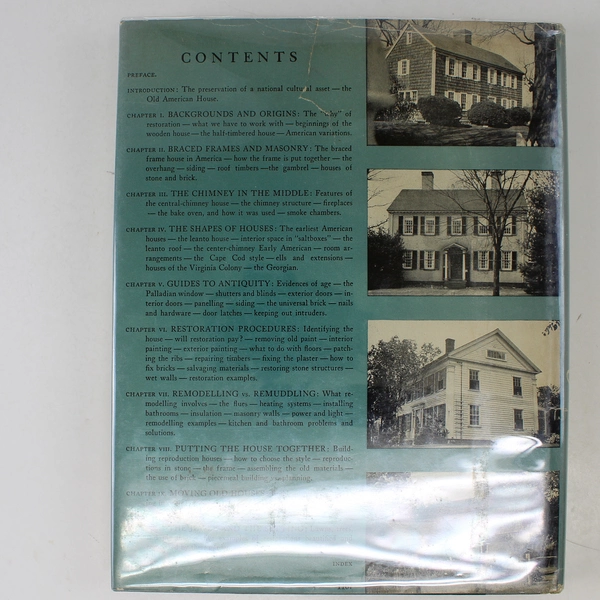 CONTENTS
PREFACE.
INTRODUCTION: The preservation of a national cultural asset — the
Old American House.
CHAPTER I. BACKGROUNDS AND ORIGINS: The "why" of
restoration — what we have to work with — beginnings of the
wooden house — the half-timbered house — American variations.
CHAPTER II. BRACED FRAMES AND MASONRY: The braced
frame house in America — how the frame is put together — the
overhang — siding — roof timbers — the gambrel — houses of
stone and brick.
CHAPTER III. THE CHIMNEY IN THE MIDDLE: Features of
the central-chimney house — the chimney structure — fireplaces
— the bake oven, and how it was used — smoke chambers.
CHAPTER IV. THE SHAPES OF HOUSES: The earliest American
houses — the leanto house — interior space in "saltboxes" — the
leanto roof — the center-chimney Early American — room ar-
rangements — the Cape Cod style — ells and extensions —
houses of the Virginia Colony — the Georgian.
CHAPTER V. GUIDES TO ANTIQUITY: Evidences of age — the
Palladian window — shutters and blinds — exterior doors — in-
terior doors — panelling — siding — the universal brick — nails
and hardware — door latches — keeping out intruders.
CHAPTER VI. RESTORATION PROCEDURES: Identifying the
house — will restoration pay? — removing old paint — interior
painting — exterior painting — what to do with floors — patch-
ing the ribs — repairing timbers — fixing the plaster — how to
fix bricks — salvaging materials — restoring stone structures —
wet walls — restoration examples.
CHAPTER VII. REMODELLING vs. REMUDDLING: What re-
modelling involves — the flues — heating systems — installing
bathrooms — insulation — masonry walls — power and light —
remodelling examples — kitchen and bathroom problems and
solutions.
CHAPTER VIII. PUTTING THE HOUSE TOGETHER: Build-
ing reproduction houses — how to choose the style — reproduc-
tions in stone — the frame — assembling the old materials —
the use of brick — piecemeal building — planning.
CHAPTER IX. MOVING OLD HOUSES
INDEX